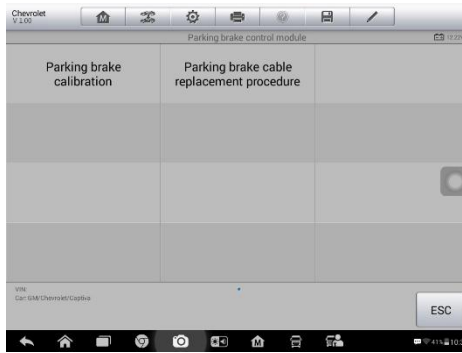 Chevrolet
V 1.00
Parking brake control module
Parking brake
calibration
Parking brake cable
replacement procedure
VIN:
Car: GM/Chevrolet/Captiva
ESC
41%